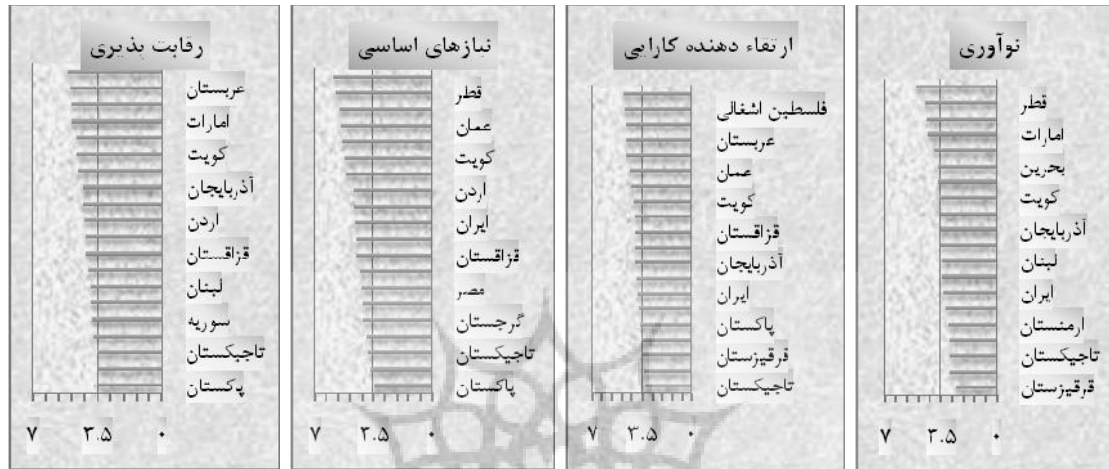 رقابت پذیری
عربستان
امارات
کویت
آذربایجان
اردن
قزاقستان
لبنان
سوریه
تاجیکستان
پکستان
۷ ۳.۵ ۰
نیازهای اساسی
قطر
عمان
کویت
اردن
ایران
قزاقستان
مصر
گرجستان
تاجیکستان
پاکستان
۷ ۳.۵ ۰
ارتقاء دهنده کارایی
فلسطین اشغالی
عربستان
عمان
کویت
قزاقستان
آذربایجان
ایران
پاکستان
قرقیزستان
تاجیکستان
۷ ۳.۵ ۰
نوآوری
قطر
امارات
بحرین
کویت
آذربایجان
لبنان
ایران
ارمنستان
تاجیکستان
قرقیزستان
۷ ۳.۵ ۰